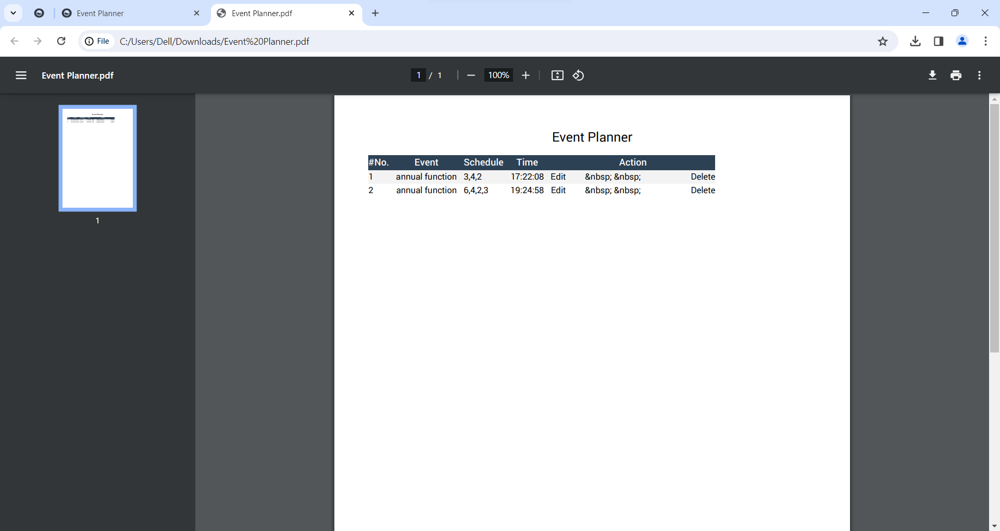 Event Planner
Event Planner.pdf
File C:/Users/Dell/Downloads/Event%20Planner.pdf
Event Planner.pdf
1 / 1
100%
1
Event Planner
#No. Event Schedule Time Action
1 annual function 3,4,2 17:22:08 Edit &nbsp; &nbsp; Delete
2 annual function 6,4,2,3 19:24:58 Edit &nbsp; &nbsp; Delete